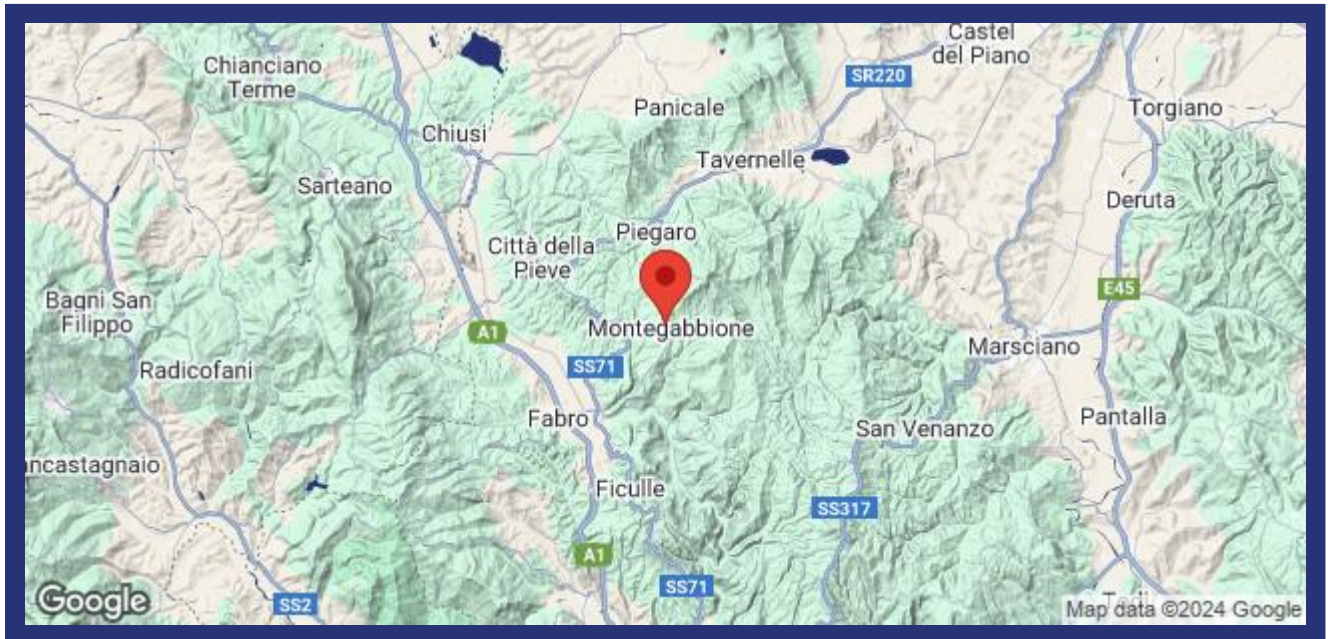 Castel
del Piano
Chianciano
Terme
SR220
Panicale
Torgiano
Chiusi
Tavernelle
Sarteano
Deruta
Piegaro
Città della
Pieve
E45
Bagni San
Filippo
Montegabbione
A1
Marsciano
SS71
Radicofani
Fabro
Pantalla
San Venanzo
ncastagnaio
Ficulle
SS317
A1
SS71
Google
SS2
Map data ©2024 Google